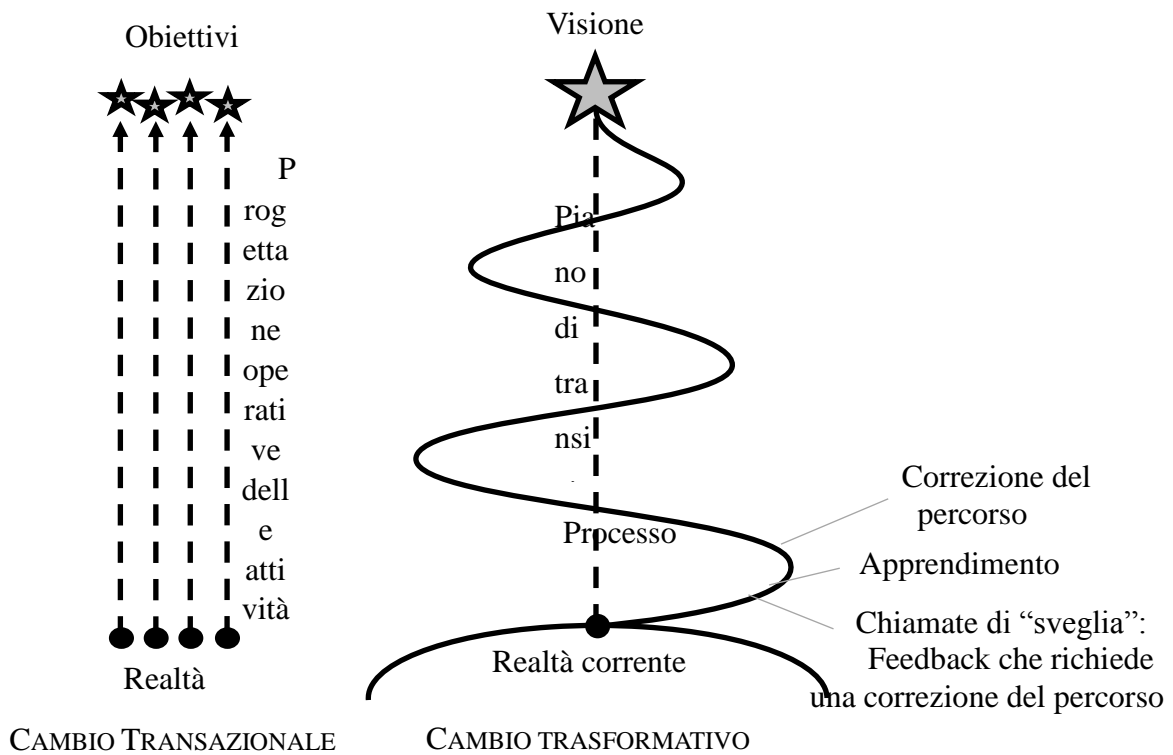 Obiettivi
P
rog
etta
zio
ne
ope
rati
ve
dell
e
atti
vità
Realtà
CAMBIO TRANSAZIONALE
Visione
Pia
no
di
tra
nsi
Processo
Realtà corrente
CAMBIO TRASFORMATIVO
Correzione del
percorso
Apprendimento
Chiamate di “sveglia”:
Feedback che richiede
una correzione del percorso